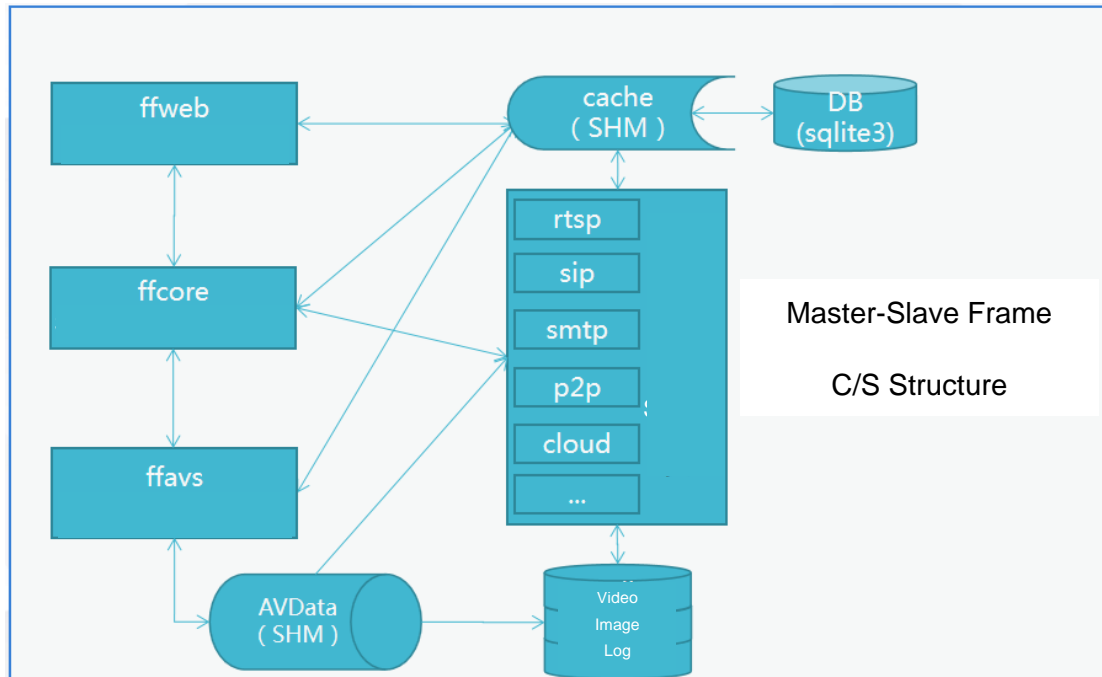 ffweb
cache
( SHM )
DB
(sqlite3)
rtsp
sip
smtp
p2p
cloud
...
ffcore
Master-Slave Frame
C/S Structure
ffavs
AVData
( SHM )
Video
Image
Log